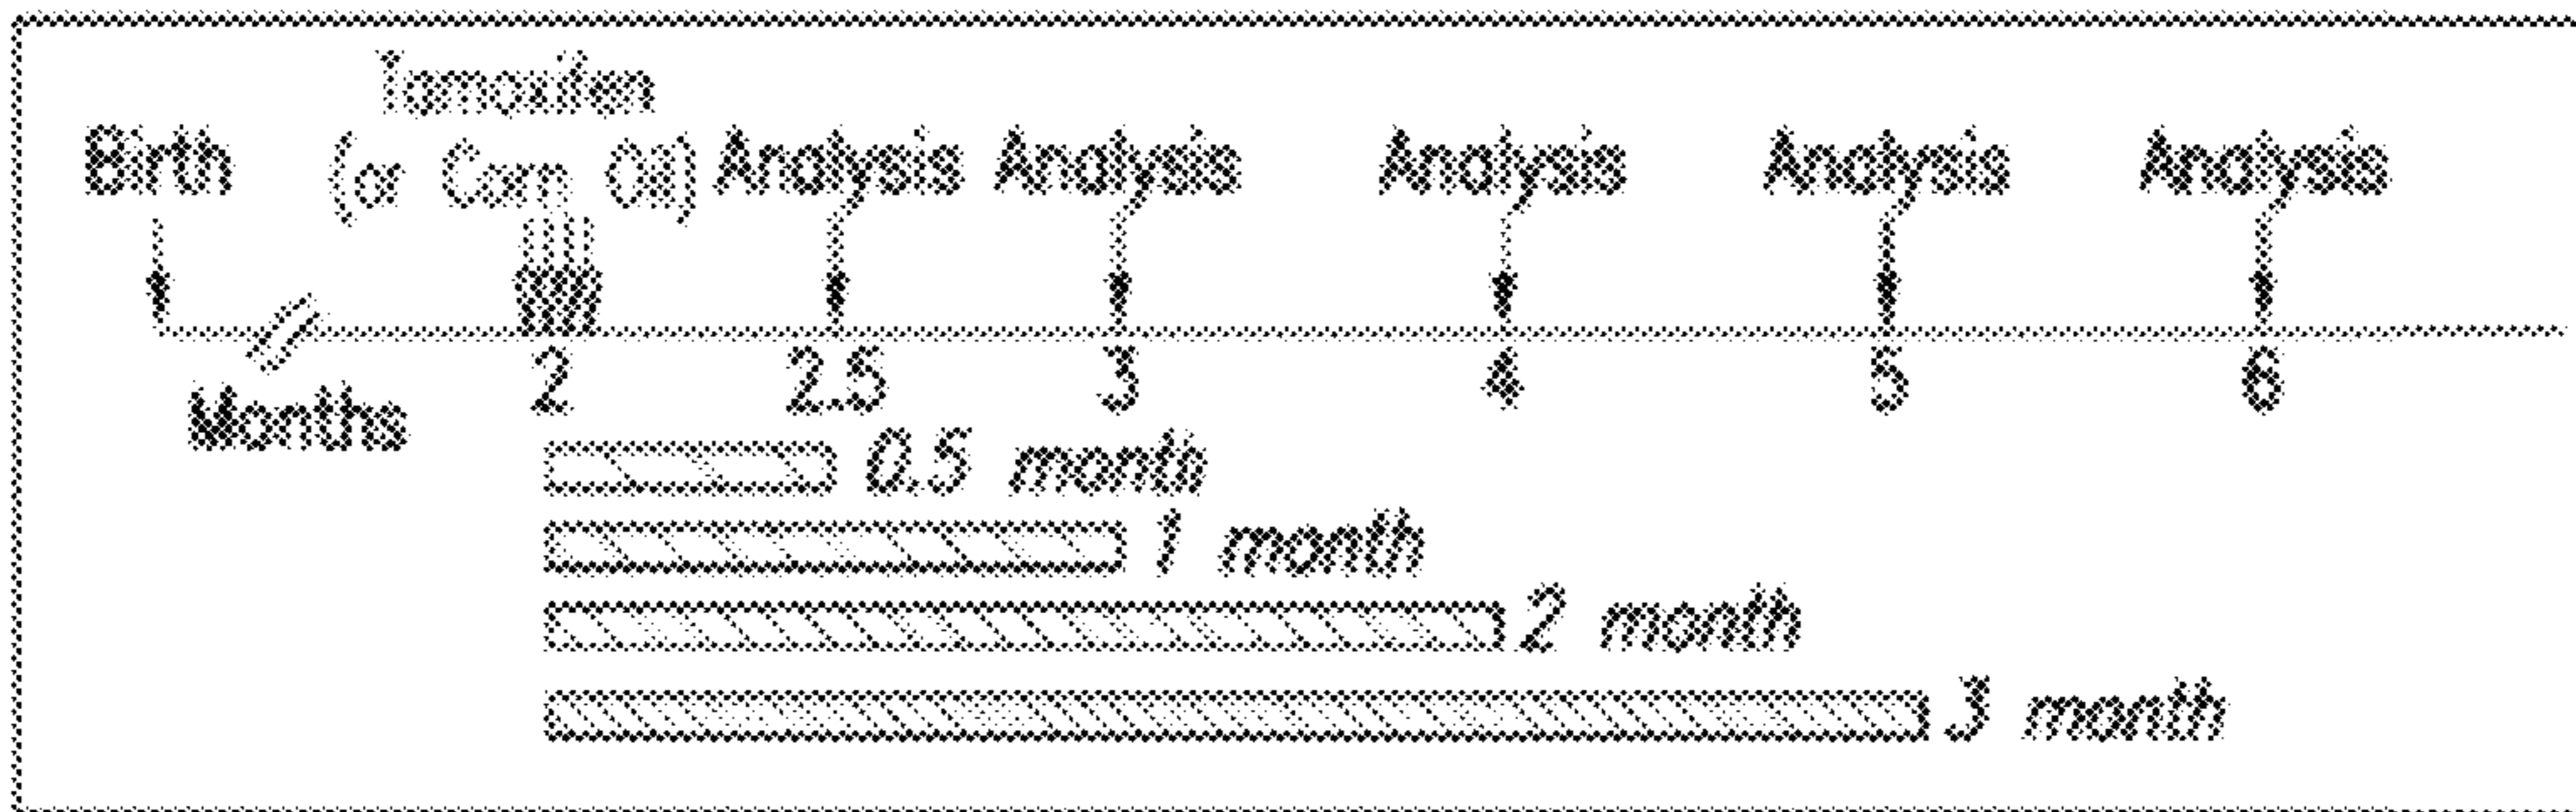 Tamoxifen
Birth (or Corn Oil) Analysis Analysis Analysis Analysis Analysis
2 2.5 3 4 5 6
Months
0.5 month
1 month
2 month
3 month